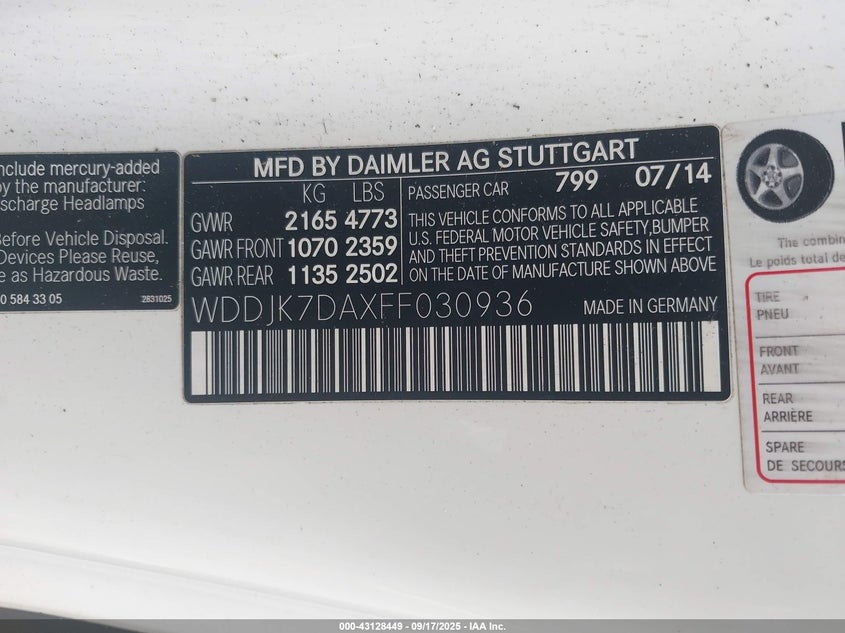 nclude mercury-added
by the manufacturer:
scharge Headlamps
Before Vehicle Disposal.
Devices Please Reuse,
e as Hazardous Waste.
0 584 33 05 2831025
MFD BY DAIMLER AG STUTTGART
KG LBS
GVWR 2165 4773
GAWR FRONT 1070 2359
GAWR REAR 1135 2502
PASSENGER CAR 799 07/14
THIS VEHICLE CONFORMS TO ALL APPLICABLE
U.S. FEDERAL MOTOR VEHICLE SAFETY,BUMPER
AND THEFT PREVENTION STANDARDS IN EFFECT
ON THE DATE OF MANUFACTURE SHOWN ABOVE
WDDJK7DAXFF030936 MADE IN GERMANY
The combin
Le poids total de
TIRE
PNEU
FRONT
AVANT
REAR
ARRIÈRE
SPARE
DE SECOURS
000-43128449 - 09/17/2025 - IAA Inc.